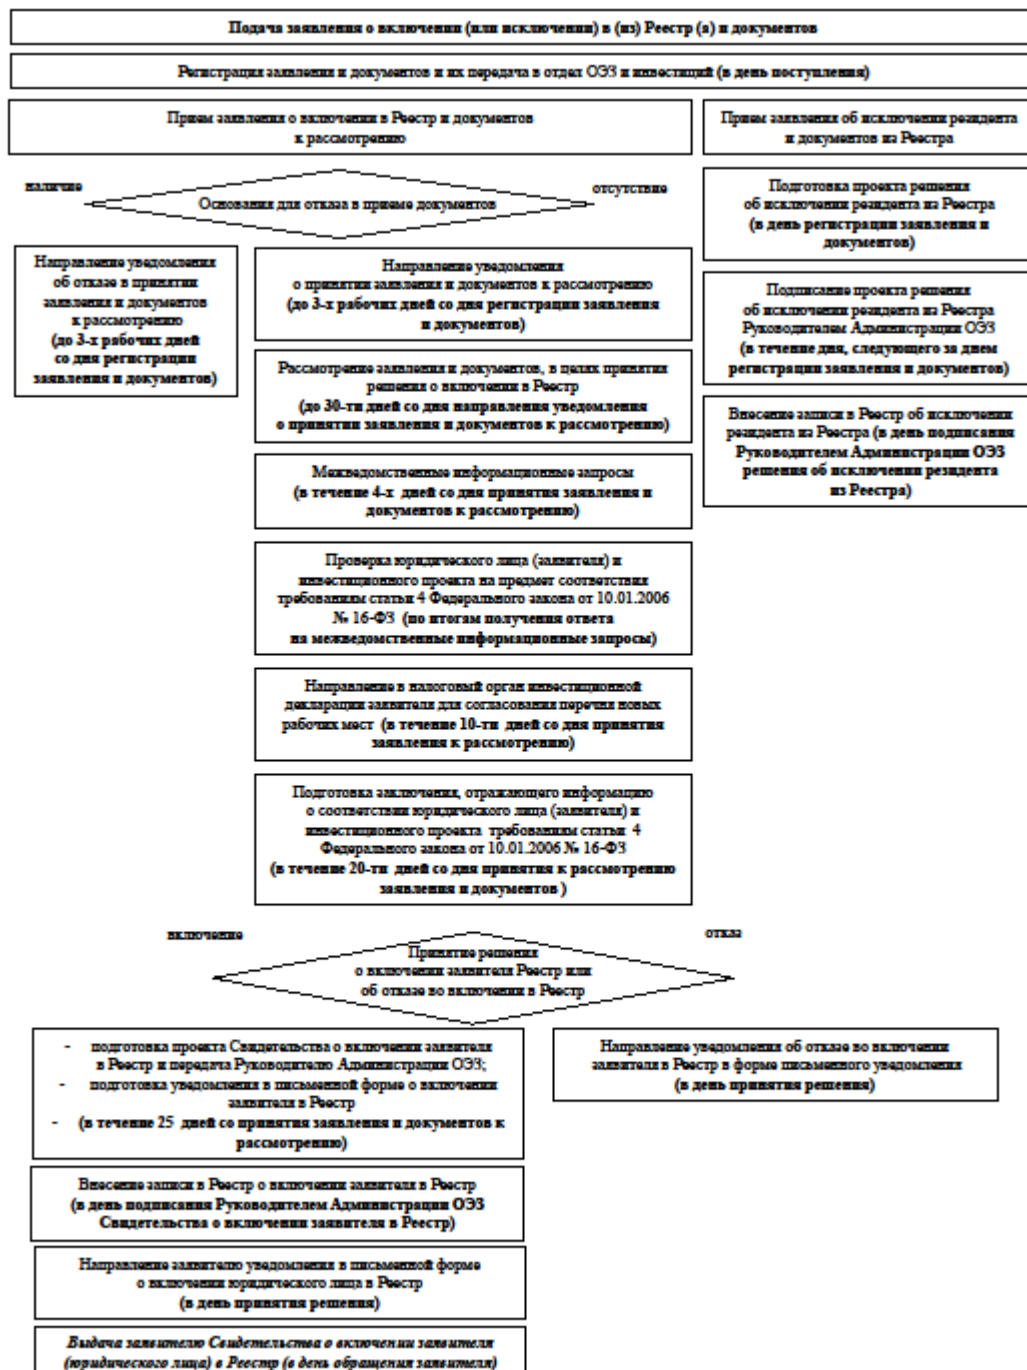 Подача заявления о включении (или исключении) в (из) Реестр (а) и документов
Регистрация заявления и документов и их передача в отдел ОЭЗ и инвестиций (в день поступления)
Прием заявления о включении в Реестр и документов
к рассмотрению
Прием заявления об исключении резидента
и документов из Реестра
наличие
отсутствие
Основания для отказа в приеме документов
Подготовка проекта решения
об исключении резидента из Реестра
(в день регистрации заявления и
документов)
Направление уведомления
об отказе в принятии
заявления и документов
к рассмотрению
(до 3-х рабочих дней
со дня регистрации
заявления и документов)
Направление уведомления
о принятии заявления и документов к рассмотрению
(до 3-х рабочих дней со дня регистрации заявления
и документов)
Подписание проекта решения
об исключении резидента из Реестра
Руководителем Администрации ОЭЗ
(в течение дня, следующего за днем
регистрации заявления и документов)
Рассмотрение заявления и документов, в целях принятия
решения о включении в Реестр
(до 30-ти дней со дня направления уведомления
о принятии заявления и документов к рассмотрению)
Внесение записи в Реестр об исключении
резидента из Реестра (в день подписания
Руководителем Администрации ОЭЗ
решения об исключении резидента
из Реестра)
Межведомственные информационные запросы
(в течение 4-х дней со дня принятия заявления и
документов к рассмотрению)
Проверка юридического лица (заявителя) и
инвестиционного проекта на предмет соответствия
требованиям статьи 4 Федерального закона от 10.01.2006
№ 16-ФЗ (по итогам получения ответа
на межведомственные информационные запросы)
Направление в налоговый орган инвестиционной
декларации заявителя для согласования перечня новых
рабочих мест (в течение 10-ти дней со дня принятия
заявления к рассмотрению)
Подготовка заключения, отражающего информацию
о соответствии юридического лица (заявителя) и
инвестиционного проекта требованиям статьи 4
Федерального закона от 10.01.2006 № 16-ФЗ
(в течение 20-ти дней со дня принятия к рассмотрению
заявления и документов )
включение
отказ
Принятие решения
о включении заявителя Реестр или
об отказе во включении в Реестр
- подготовка проекта Свидетельства о включении заявителя
в Реестр и передача Руководителю Администрации ОЭЗ;
- подготовка уведомления в письменной форме о включении
заявителя в Реестр
- (в течение 25 дней со принятия заявления и документов к
рассмотрению)
Направление уведомления об отказе во включении
заявителя в Реестр в форме письменного уведомления
(в день принятия решения)
Внесение записи в Реестр о включении заявителя в Реестр
(в день подписания Руководителем Администрации ОЭЗ
Свидетельства о включении заявителя в Реестр)
Направление заявителю уведомления в письменной форме
о включении юридического лица в Реестр
(в день принятия решения)
Выдача заявителю Свидетельства о включении заявителя
(юридического лица) в Реестр (в день обращения заявителя)